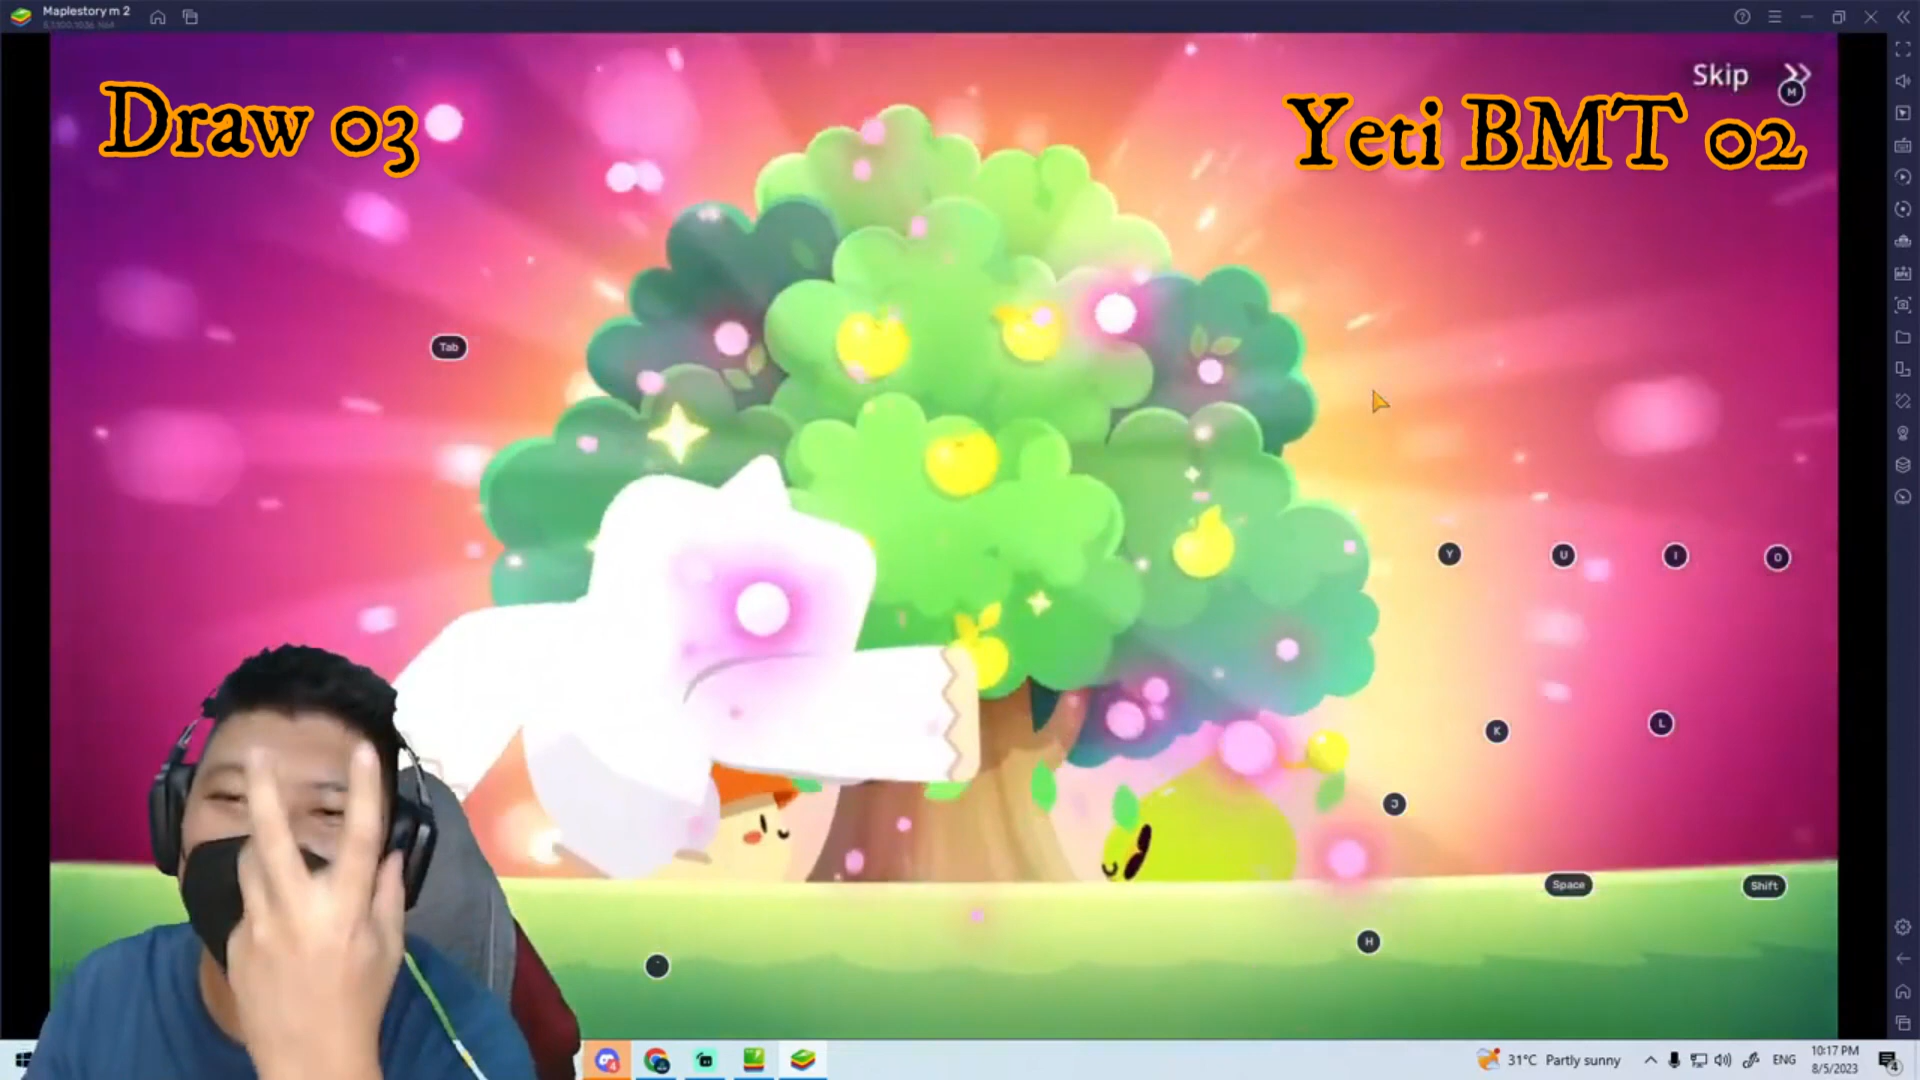 Maplestory m 2
Skip
M
Draw 03
Yeti BMT 02
Tab
Y
U
I
O
K
L
J
Space
Shift
H
31°C Partly sunny
ENG
10:17 PM
8/5/2023
4